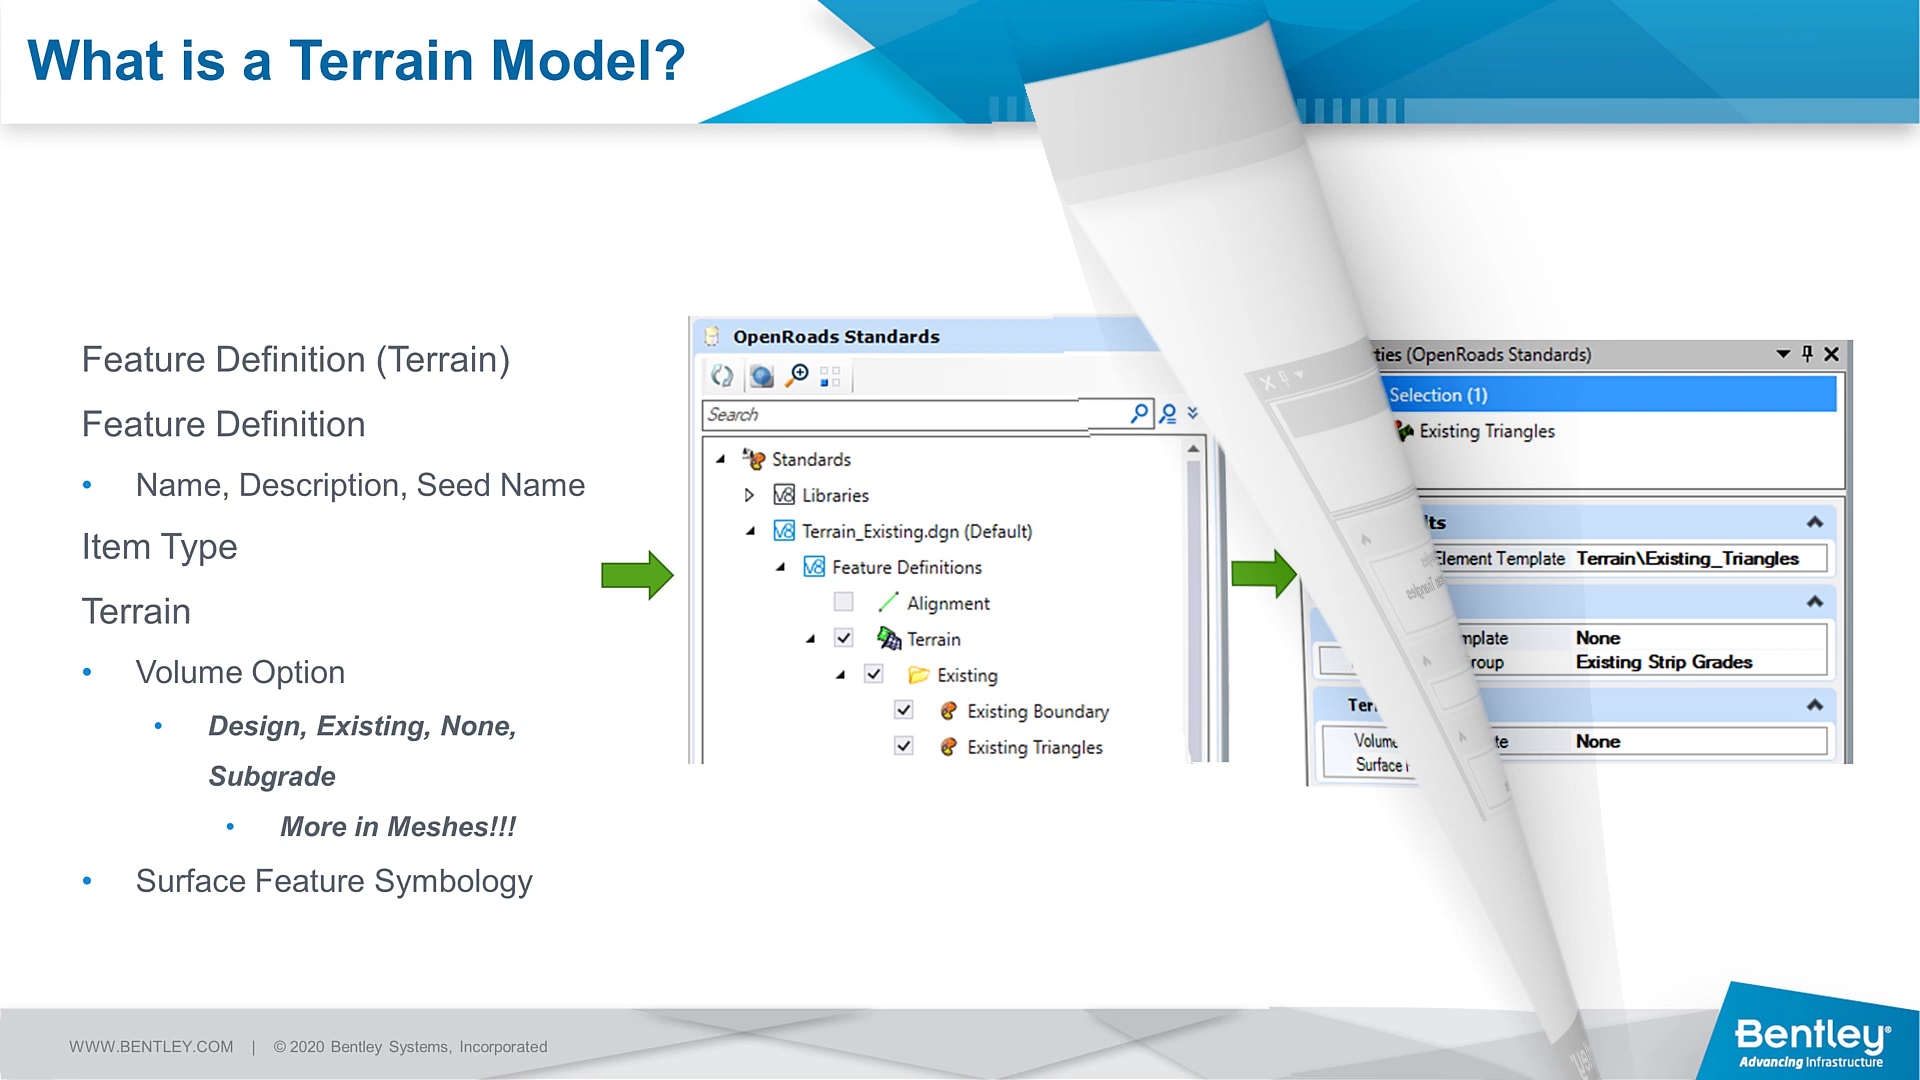 What is a Terrain Model?
Feature Definition (Terrain)
Feature Definition
• Name, Description, Seed Name
Item Type
Terrain
• Volume Option
• Design, Existing, None,
Subgrade
• More in Meshes!!!
• Surface Feature Symbology
OpenRoads Standards
Search
Standards
Libraries
Terrain_Existing.dgn (Default)
Feature Definitions
Alignment
Terrain
Existing
Existing Boundary
Existing Triangles
(OpenRoads Standards)
Selection (1)
Existing Triangles
Element Template Terrain\Existing_Triangles
None
Existing Strip Grades
None
Surface
WWW.BENTLEY.COM | © 2020 Bentley Systems, Incorporated
Bentley®
Advancing Infrastructure